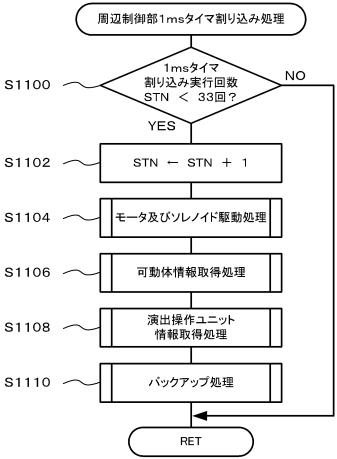 周辺制御部1msタイマ割り込み処理
S1100
1msタイマ
割り込み実行回数
STN ＜ 33回？
NO
YES
S1102
STN ← STN ＋ 1
S1104
モータ及びソレノイド駆動処理
S1106
可動体情報取得処理
S1108
演出操作ユニット
情報取得処理
S1110
バックアップ処理
RET